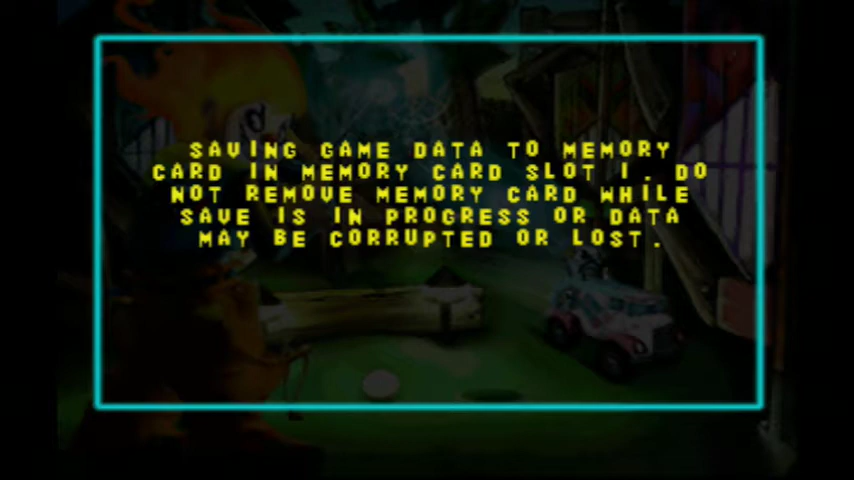 SAVING GAME DATA TO MEMORY
CARD IN MEMORY CARD SLOT 1. DO
NOT REMOVE MEMORY CARD WHILE
SAVE IS IN PROGRESS OR DATA
MAY BE CORRUPTED OR LOST.